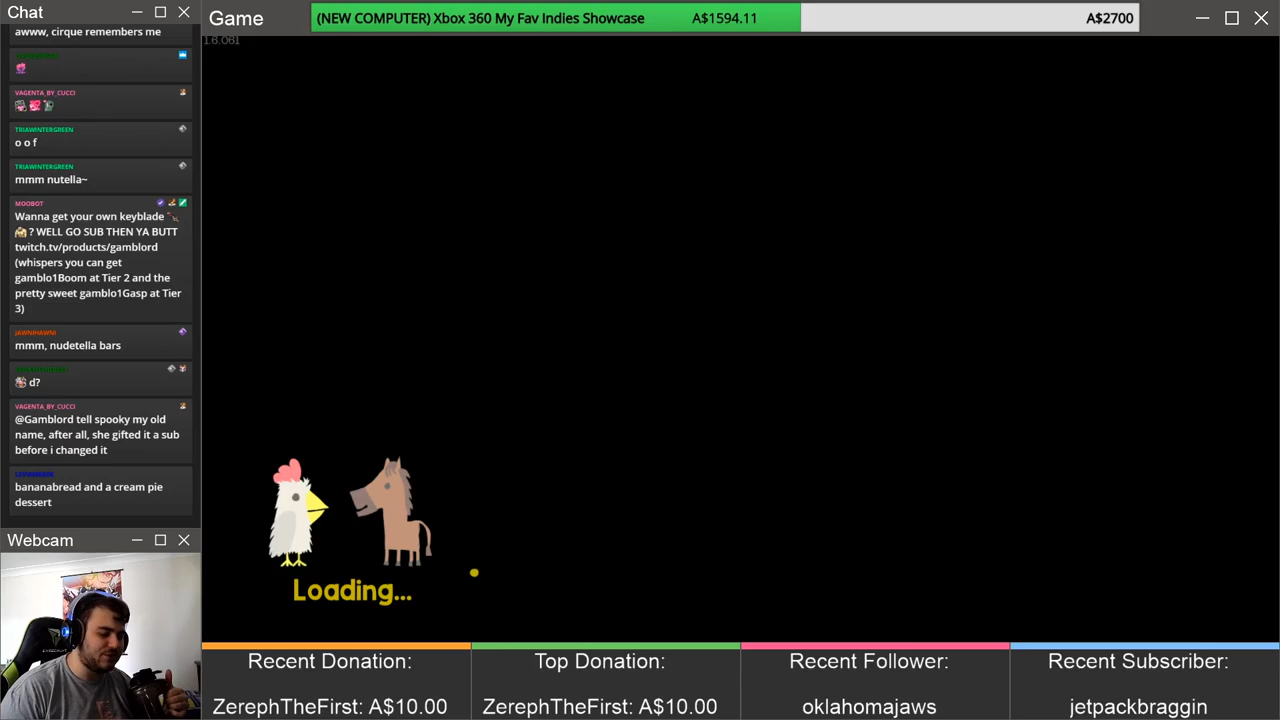 Chat
Game
(NEW COMPUTER) Xbox 360 My Fav Indies Showcase
A$1594.11
A$2700
1.6.061
awww, cirque remembers me
VAGENTA_BY_CUCCI
TRIAWINTERGREEN
o o f
TRIAWINTERGREEN
mmm nutella~
MOOBOT
Wanna get your own keyblade
? WELL GO SUB THEN YA BUTT
twitch.tv/products/gamblord
(whispers you can get
gamblo1Boom at Tier 2 and the
pretty sweet gamblo1Gasp at Tier
3)
JAWNIHAWNI
mmm, nudetella bars
d?
VAGENTA_BY_CUCCI
@Gamblord tell spooky my old
name, after all, she gifted it a sub
before i changed it
bananabread and a cream pie
dessert
Webcam
Loading...
Recent Donation:
ZerephTheFirst: A$10.00
Top Donation:
ZerephTheFirst: A$10.00
Recent Follower:
oklahomajaws
Recent Subscriber:
jetpackbraggin